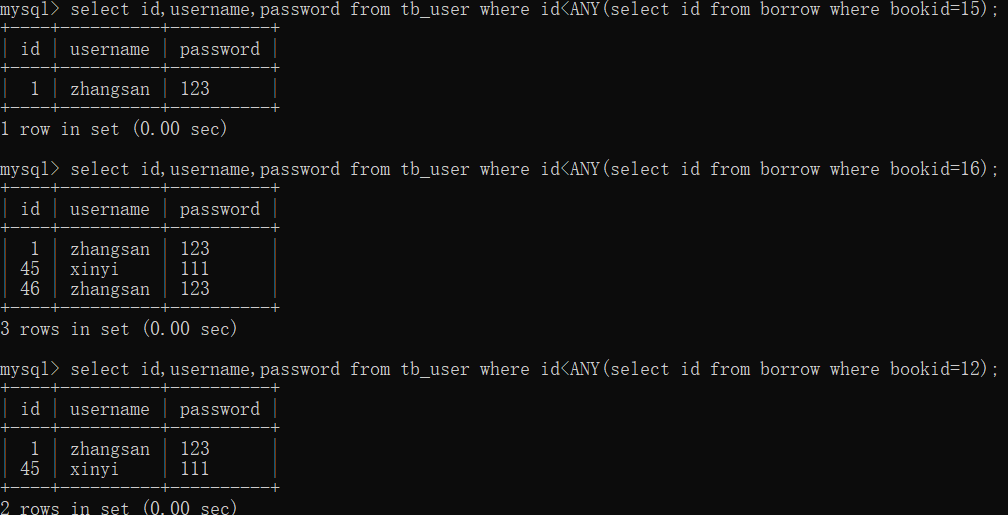 mysql> select id,username,password from tb_user where id<ANY(select id from borrow where bookid=15);
+----+----------+----------+
| id | username | password |
+----+----------+----------+
|  1 | zhangsan | 123      |
+----+----------+----------+
1 row in set (0.00 sec)
mysql> select id,username,password from tb_user where id<ANY(select id from borrow where bookid=16);
+----+----------+----------+
| id | username | password |
+----+----------+----------+
|  1 | zhangsan | 123      |
| 45 | xinyi    | 111      |
| 46 | zhangsan | 123      |
+----+----------+----------+
3 rows in set (0.00 sec)
mysql> select id,username,password from tb_user where id<ANY(select id from borrow where bookid=12);
+----+----------+----------+
| id | username | password |
+----+----------+----------+
|  1 | zhangsan | 123      |
| 45 | xinyi    | 111      |
+----+----------+----------+
2 rows in set (0.00 sec)